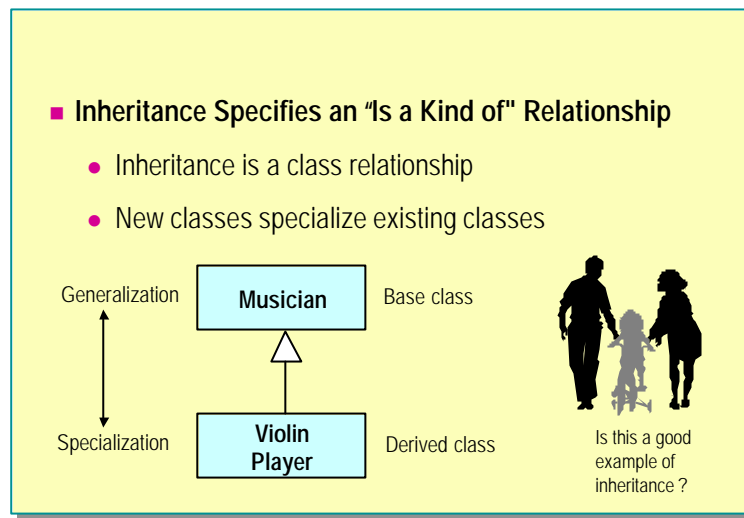 Inheritance Specifies an “Is a Kind of" Relationship
Inheritance is a class relationship
New classes specialize existing classes
Generalization
Musician
Base class
Specialization
Violin
Player
Derived class
Is this a good
example of
inheritance ?